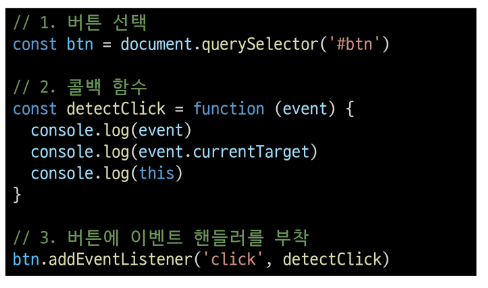 // 1. 버튼 선택
const btn = document.querySelector('#btn')
// 2. 콜백 함수
const detectClick = function (event) {
  console.log(event)
  console.log(event.currentTarget)
  console.log(this)
}
// 3. 버튼에 이벤트 핸들러를 부착
btn.addEventListener('click', detectClick)